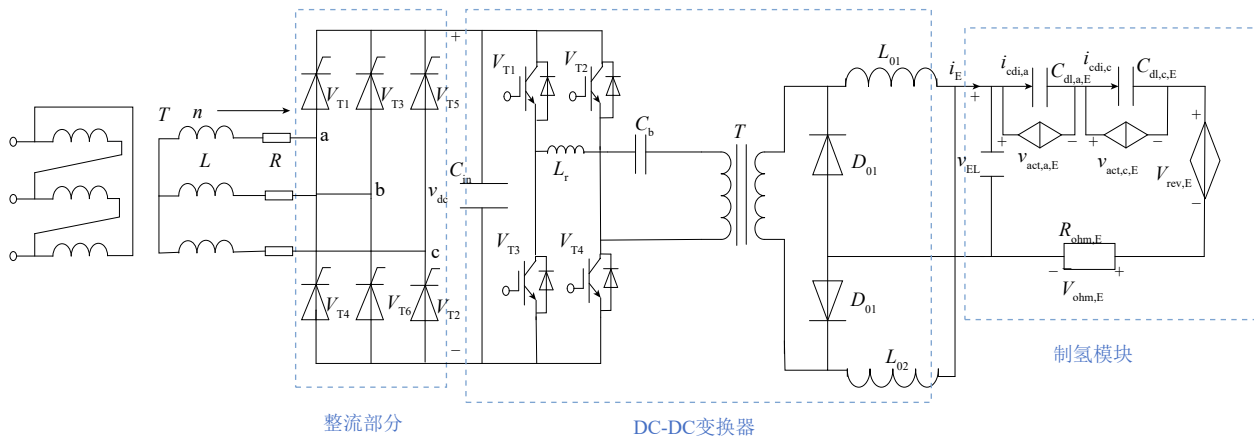 T
n
L
R
a
b
c
V_T1
V_T3
V_T5
V_T4
V_T6
V_T2
+
v_dc
−
C_in
V_T1
V_T2
V_T3
V_T4
L_r
C_b
T
D_01
D_01
L_01
L_02
i_E
+
v_EL
i_cdi,a
C_dl,a,E
i_cdi,c
C_dl,c,E
+ −
v_act,a,E
+ −
v_act,c,E
+
V_rev,E
−
R_ohm,E
− − +
V_ohm,E
整流部分
DC-DC变换器
制氢模块